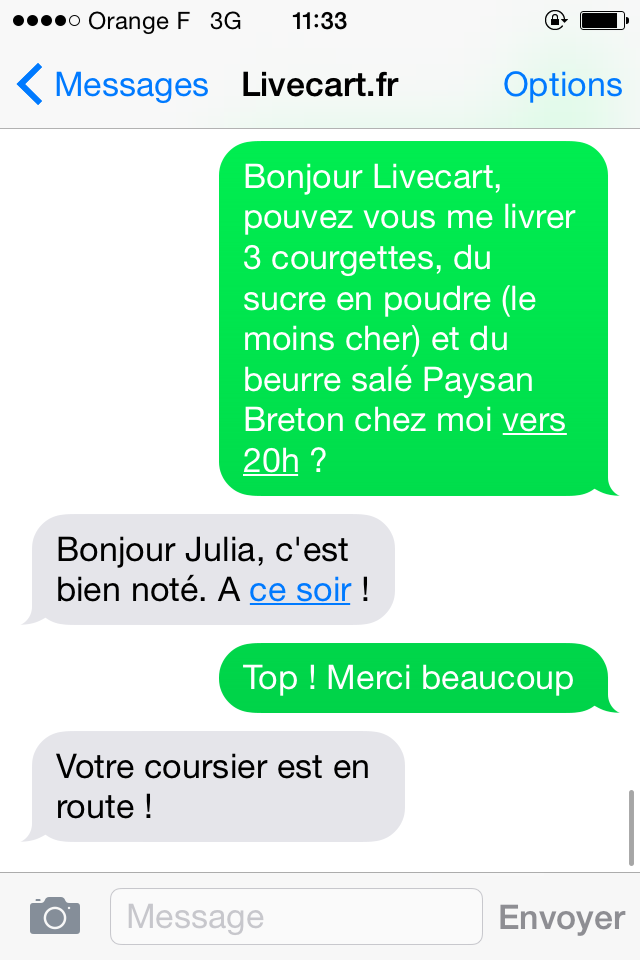 Orange F 3G 11:33
Messages Livecart.fr Options
Bonjour Livecart,
pouvez vous me livrer
3 courgettes, du
sucre en poudre (le
moins cher) et du
beurre salé Paysan
Breton chez moi vers
20h ?
Bonjour Julia, c'est
bien noté. A ce soir !
Top ! Merci beaucoup
Votre coursier est en
route !
Message Envoyer